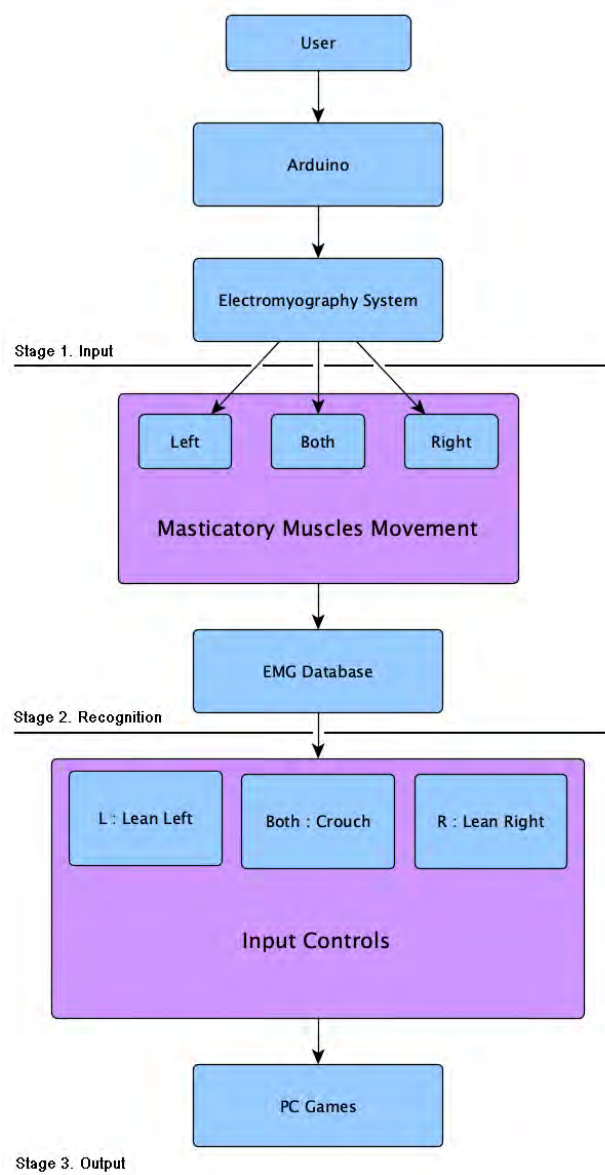 User
Arduino
Electromyography System
Stage 1. Input
Left
Both
Right
Masticatory Muscles Movement
EMG Database
Stage 2. Recognition
L : Lean Left
Both : Crouch
R : Lean Right
Input Controls
PC Games
Stage 3. Output